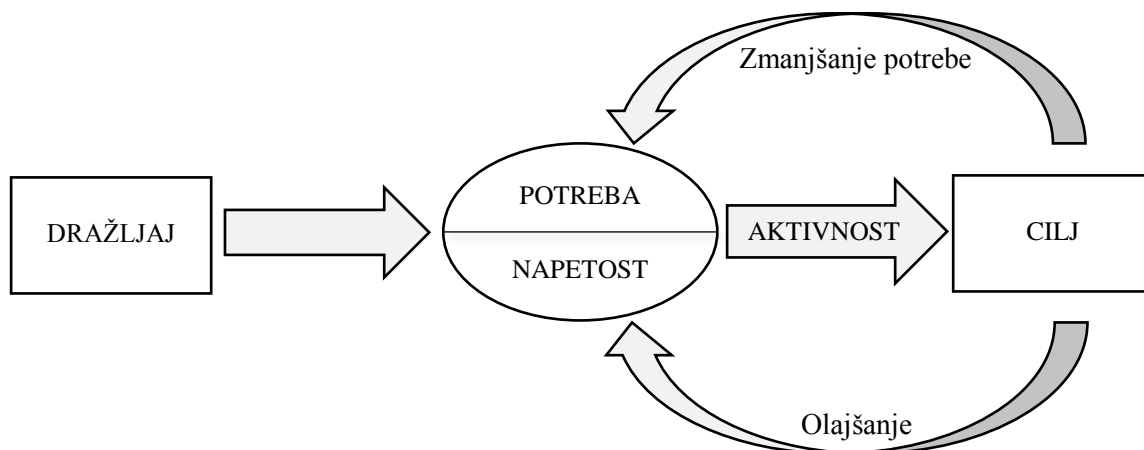 Zmanjšanje potrebe
DRAŽLJAJ
POTREBA
NAPETOST
AKTIVNOST
CILJ
Olajšanje